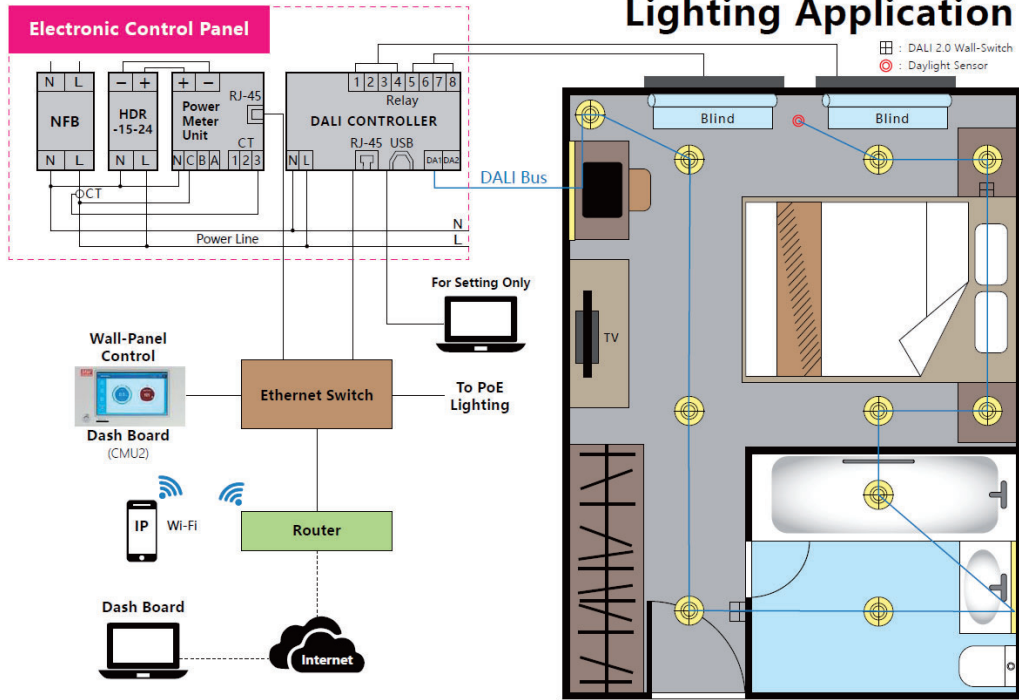 Lighting Application
: DALI 2.0 Wall-Switch
: Daylight Sensor
Electronic Control Panel
N L
NFB
N L
− +
HDR
-15-24
N L
+ −
Power
Meter
Unit
RJ-45
CT
N C B A 1 2 3
1 2 3 4 5 6 7 8
Relay
DALI CONTROLLER
RJ-45 USB
N L
DA1 DA2
CT
DALI Bus
N
Power Line
L
Blind
Blind
TV
For Setting Only
Wall-Panel
Control
Dash Board
(CMU2)
Ethernet Switch
To PoE
Lighting
IP
Wi-Fi
Router
Dash Board
Internet